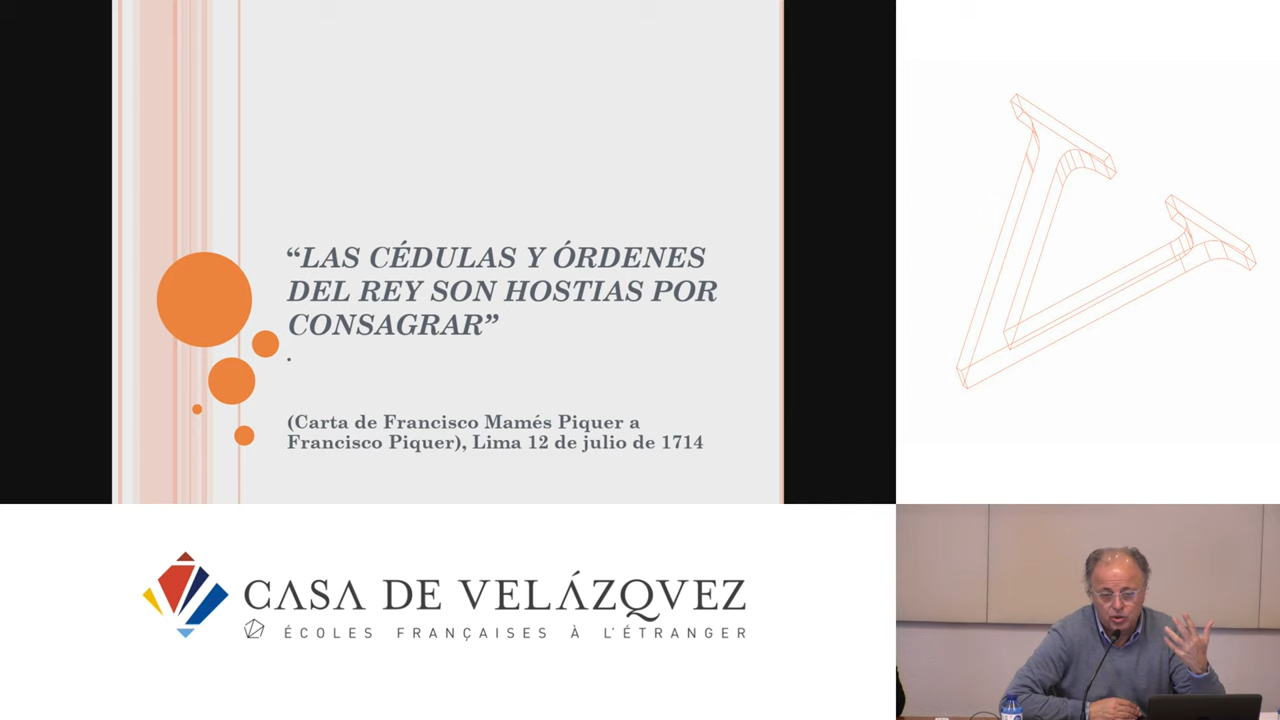 “LAS CÉDULAS Y ÓRDENES
DEL REY SON HOSTIAS POR
CONSAGRAR”
.
(Carta de Francisco Mamés Piquer a
Francisco Piquer), Lima 12 de julio de 1714
CASA DE VELÁZQVEZ
ÉCOLES FRANÇAISES À L'ÉTRANGER